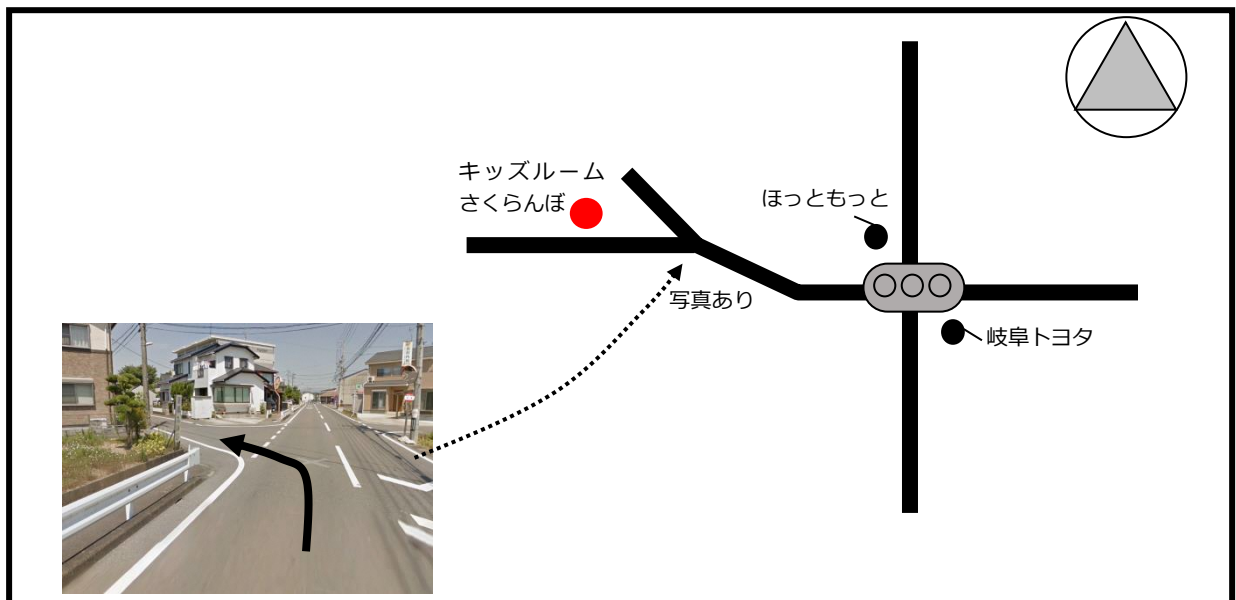 キッズルーム
さくらんぼ
ほっともっと
写真あり
岐阜トヨタ